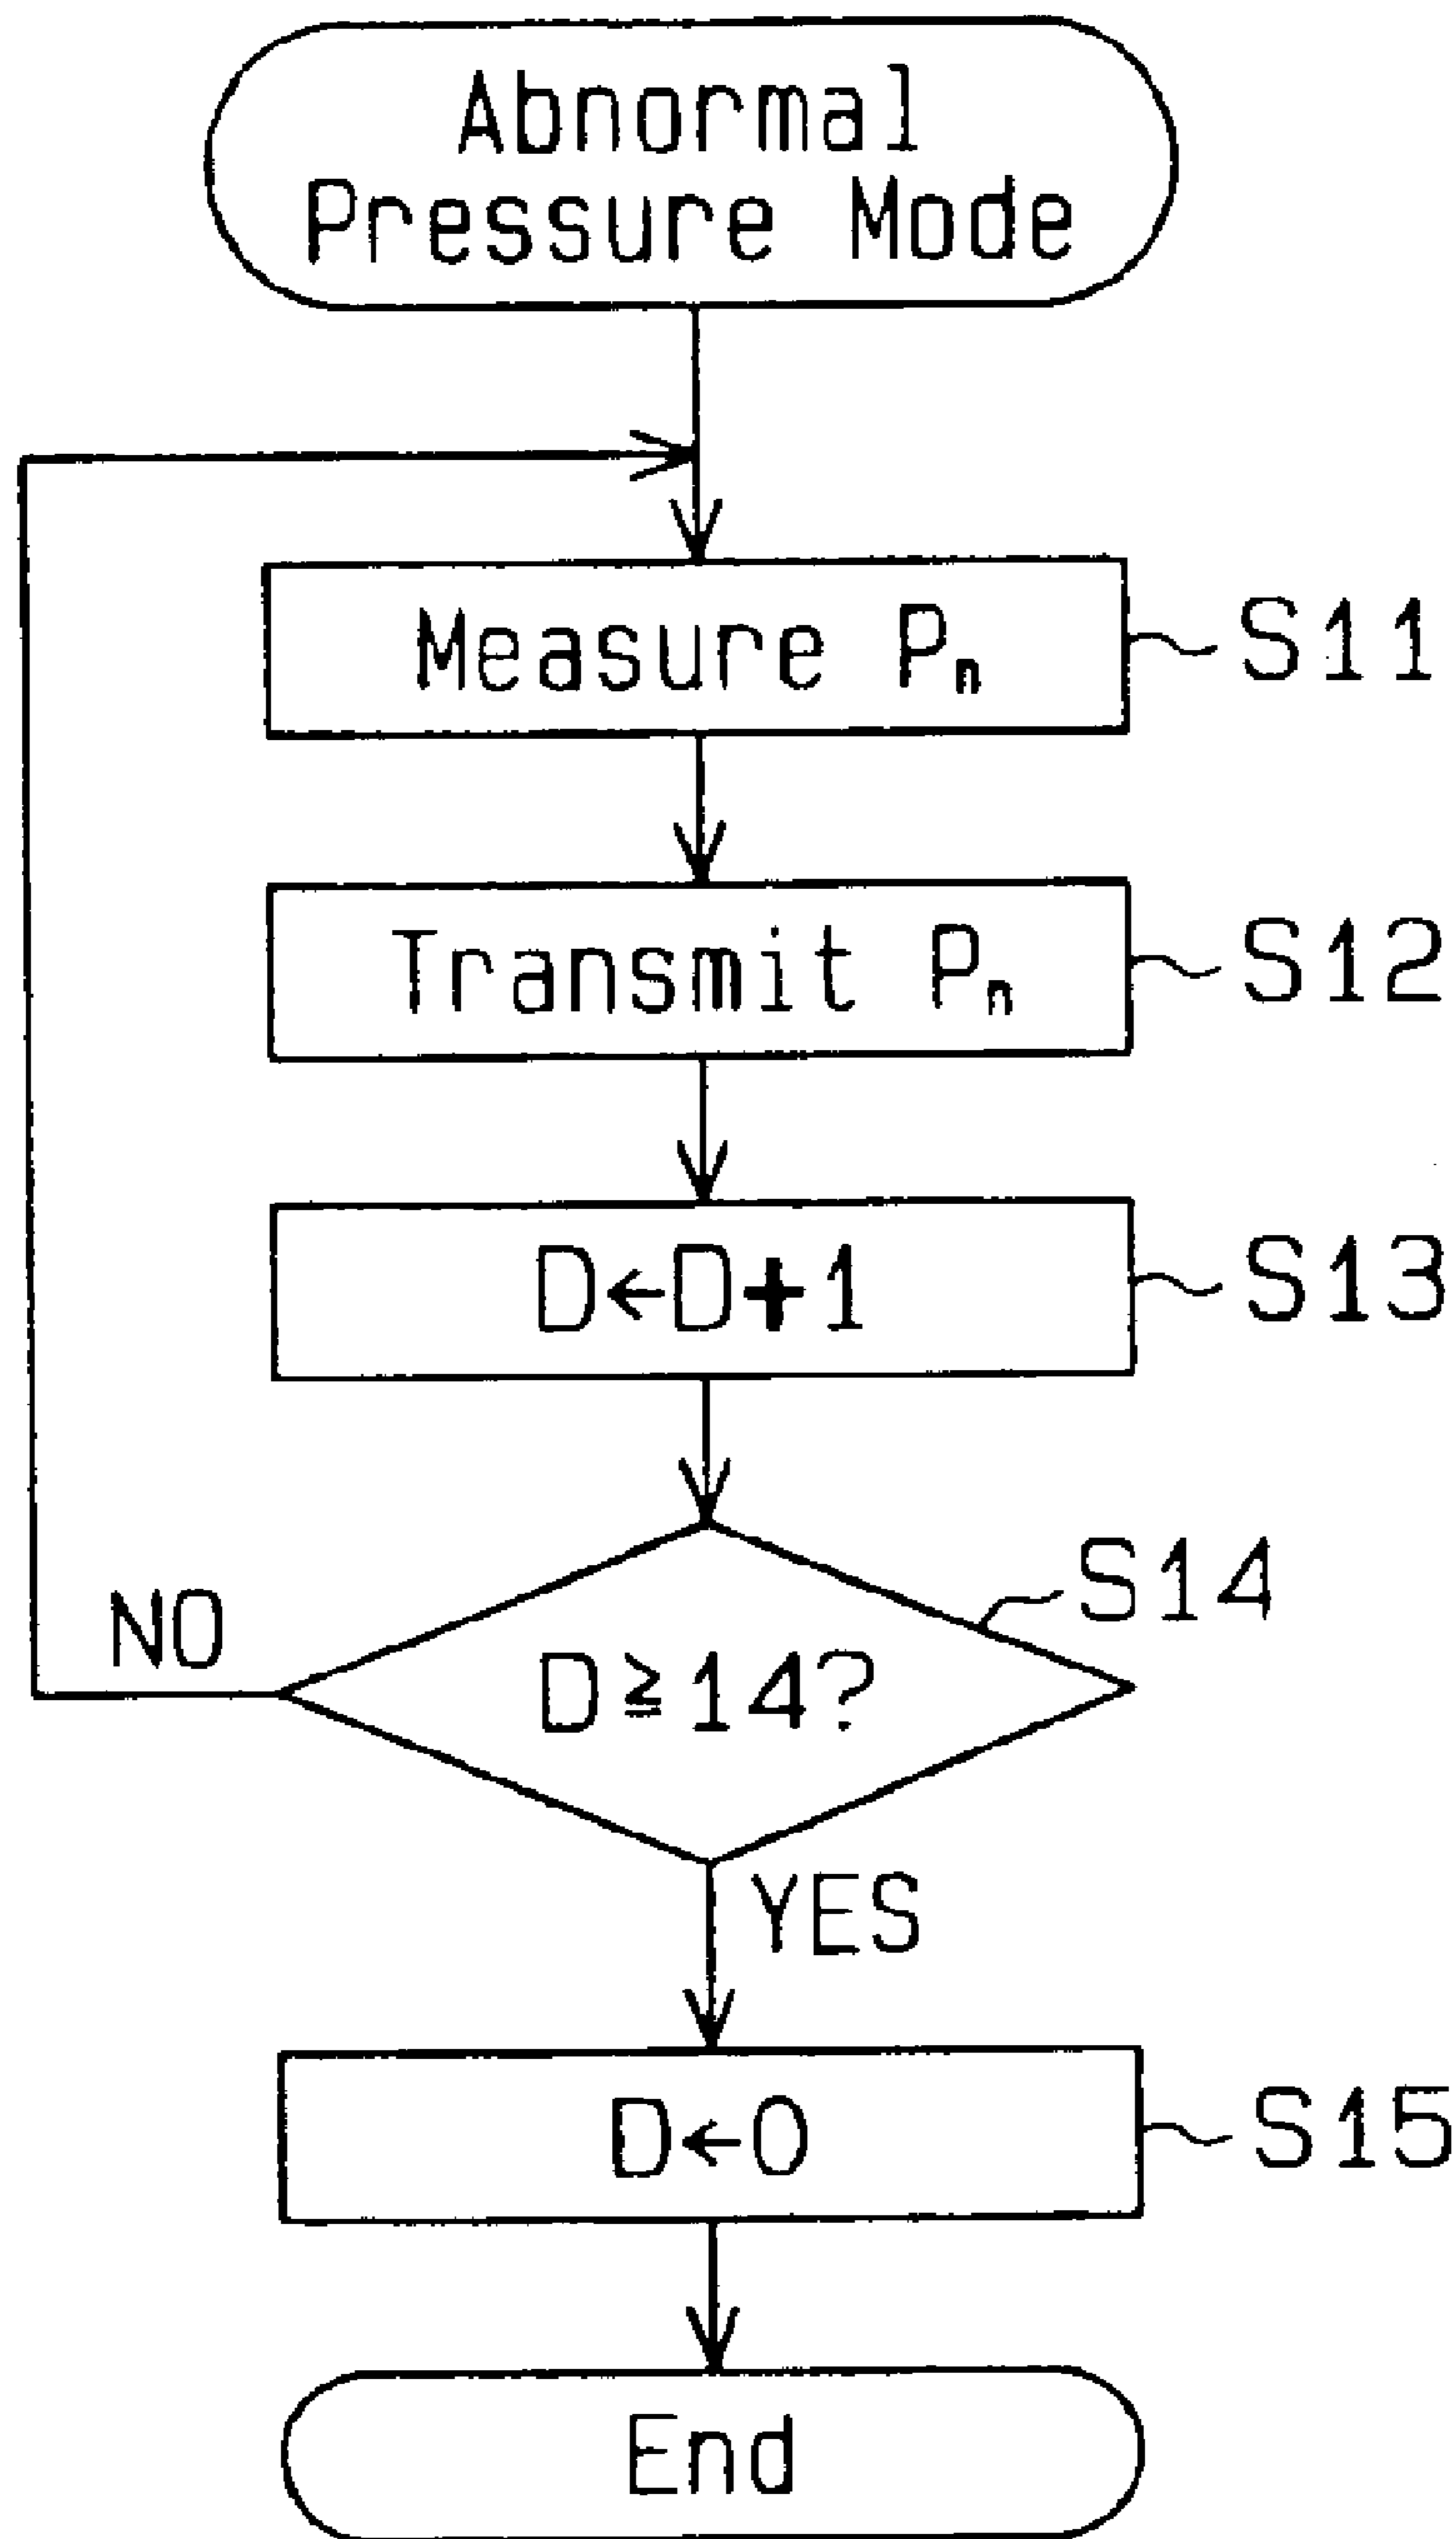 Abnormal
Pressure Mode
Measure Pₙ
S11
Transmit Pₙ
S12
D←D+1
S13
S14
NO
D≧14?
YES
D←0
S15
End